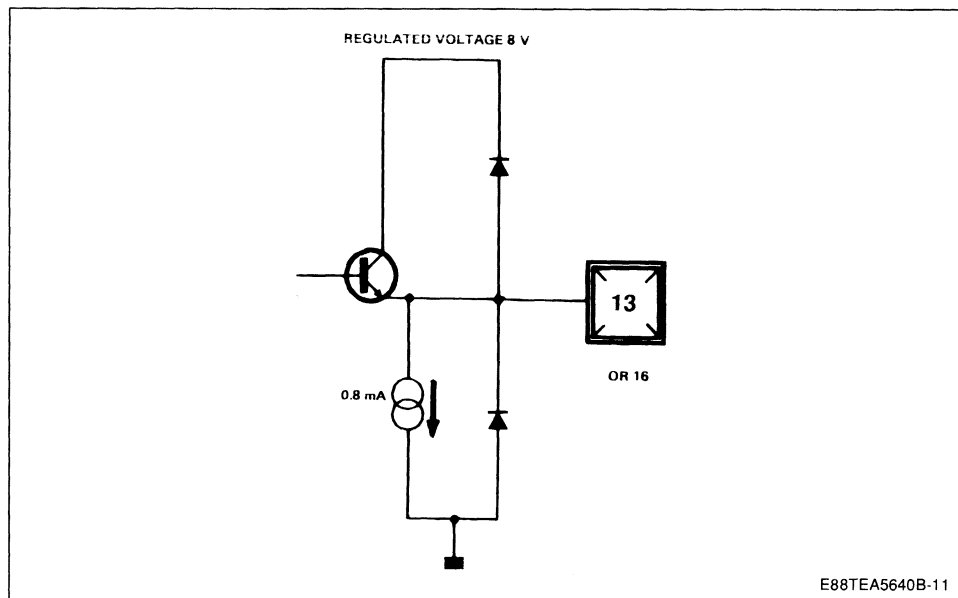 REGULATED VOLTAGE 8 V
13
OR 16
0.8 mA
E88TEA5640B-11